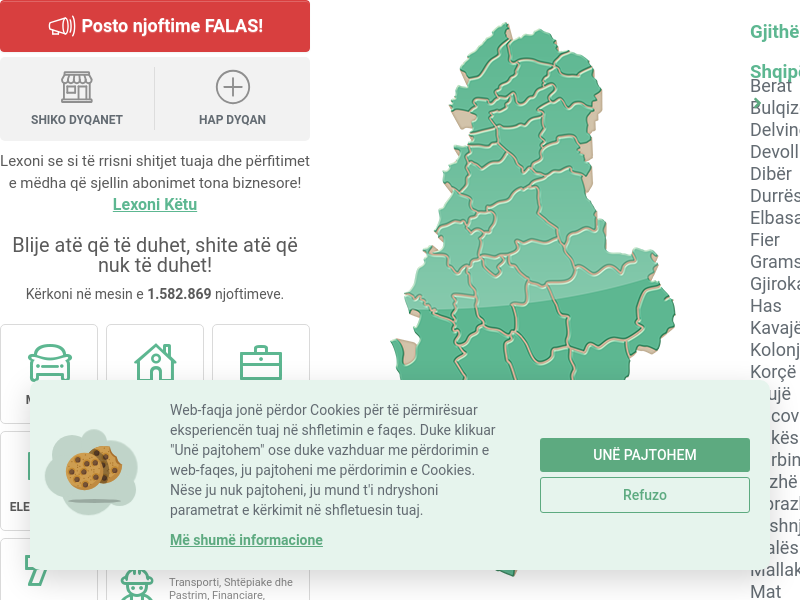 Posto njoftime FALAS!
SHIKO DYQANET
HAP DYQAN
Lexoni se si të rrisni shitjet tuaja dhe përfitimet
e mëdha që sjellin abonimet tona biznesore!
Lexoni Këtu
Blije atë që të duhet, shite atë që
nuk të duhet!
Kërkoni në mesin e 1.582.869 njoftimeve.
ELE
Transporti, Shtëpiake dhe
Pastrim, Financiare,
Web-faqja jonë përdor Cookies për të përmirësuar
eksperiencën tuaj në shfletimin e faqes. Duke klikuar
"Unë pajtohem" ose duke vazhduar me përdorimin e
web-faqes, ju pajtoheni me përdorimin e Cookies.
Nëse ju nuk pajtoheni, ju mund t'i ndryshoni
parametrat e kërkimit në shfletuesin tuaj.
Më shumë informacione
UNË PAJTOHEM
Refuzo
Gjithë
Shqipë
Berat
Bulqiz
Delvin
Devoll
Dibër
Durrës
Elbasa
Fier
Grams
Gjiroka
Has
Kavajë
Kolonj
Korçë
ujë
cov
kës
rbin
zhë
braz
shnj
alës
Mallak
Mat